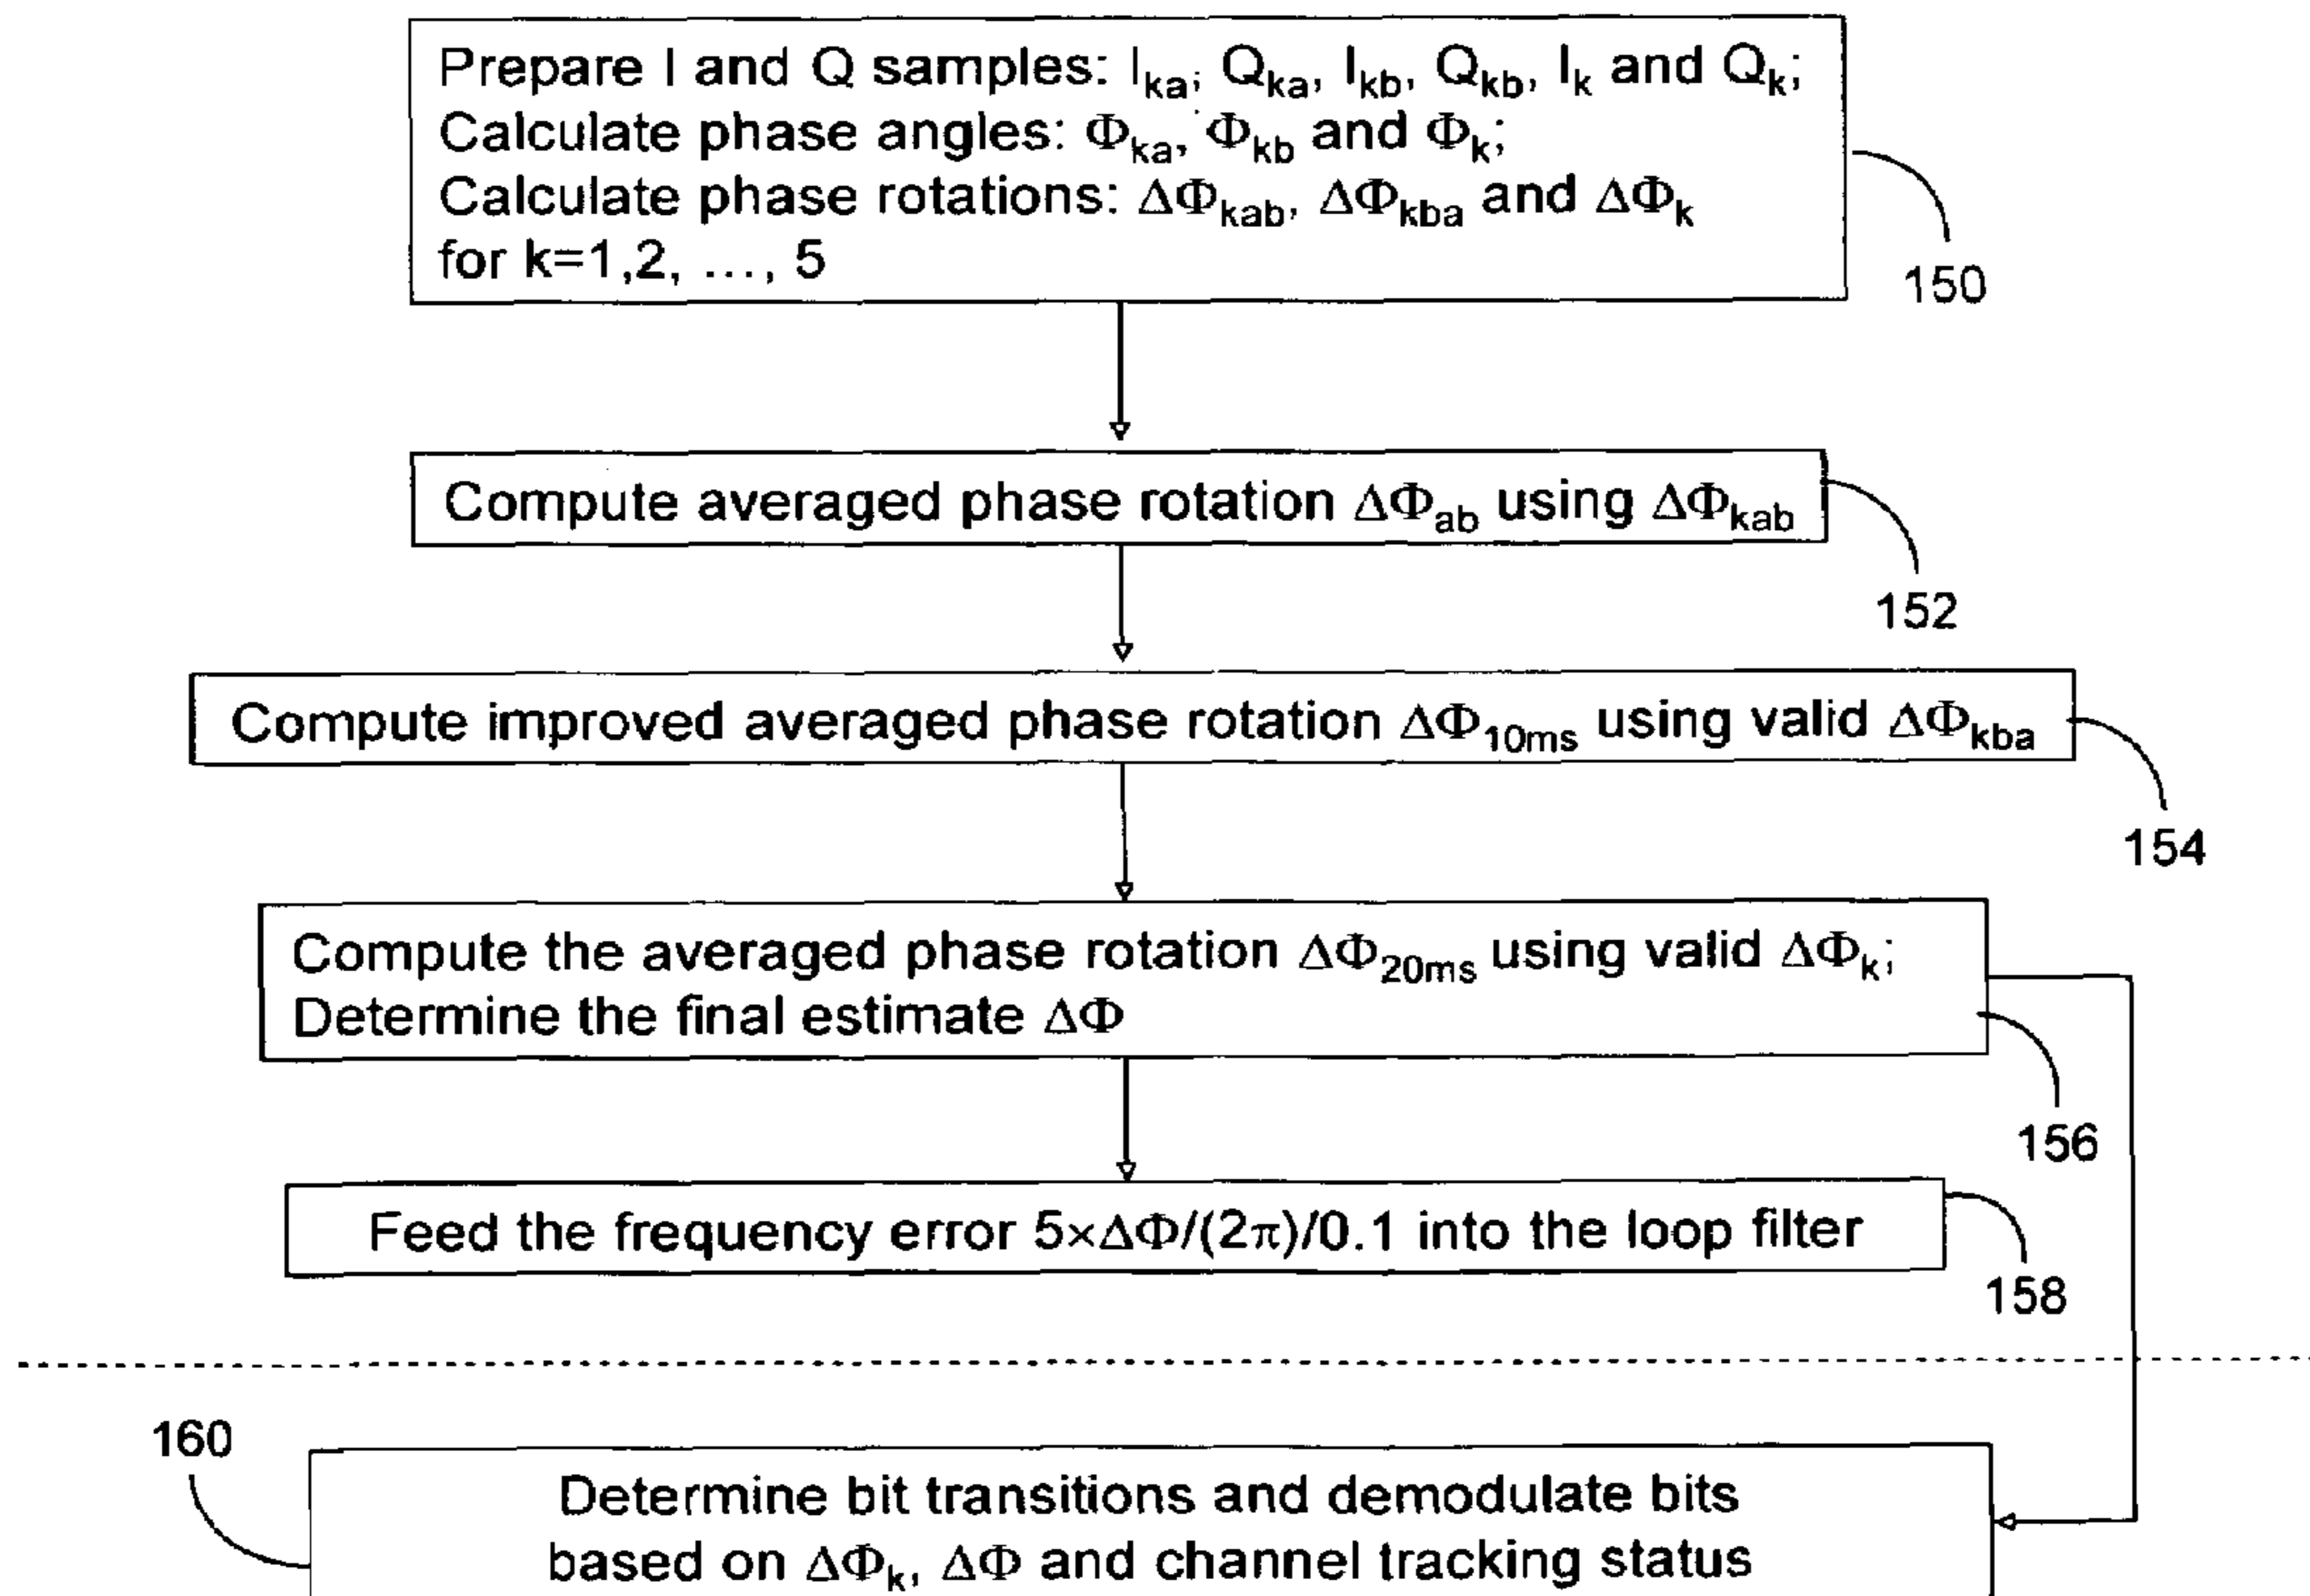 Prepare I and Q samples: Iₖₐ; Qₖₐ, Iₖb, Qₖb, Iₖ and Qₖ;
Calculate phase angles: Φₖₐ, Φₖb and Φₖ;
Calculate phase rotations: ΔΦₖₐb, ΔΦₖbₐ and ΔΦₖ
for k=1,2, ..., 5
150
Compute averaged phase rotation ΔΦₐb using ΔΦₖₐb
152
Compute improved averaged phase rotation ΔΦ₁₀ₘₛ using valid ΔΦₖbₐ
154
Compute the averaged phase rotation ΔΦ₂₀ₘₛ using valid ΔΦₖ;
Determine the final estimate ΔΦ
156
Feed the frequency error 5×ΔΦ/(2π)/0.1 into the loop filter
158
160
Determine bit transitions and demodulate bits
based on ΔΦₖ, ΔΦ and channel tracking status